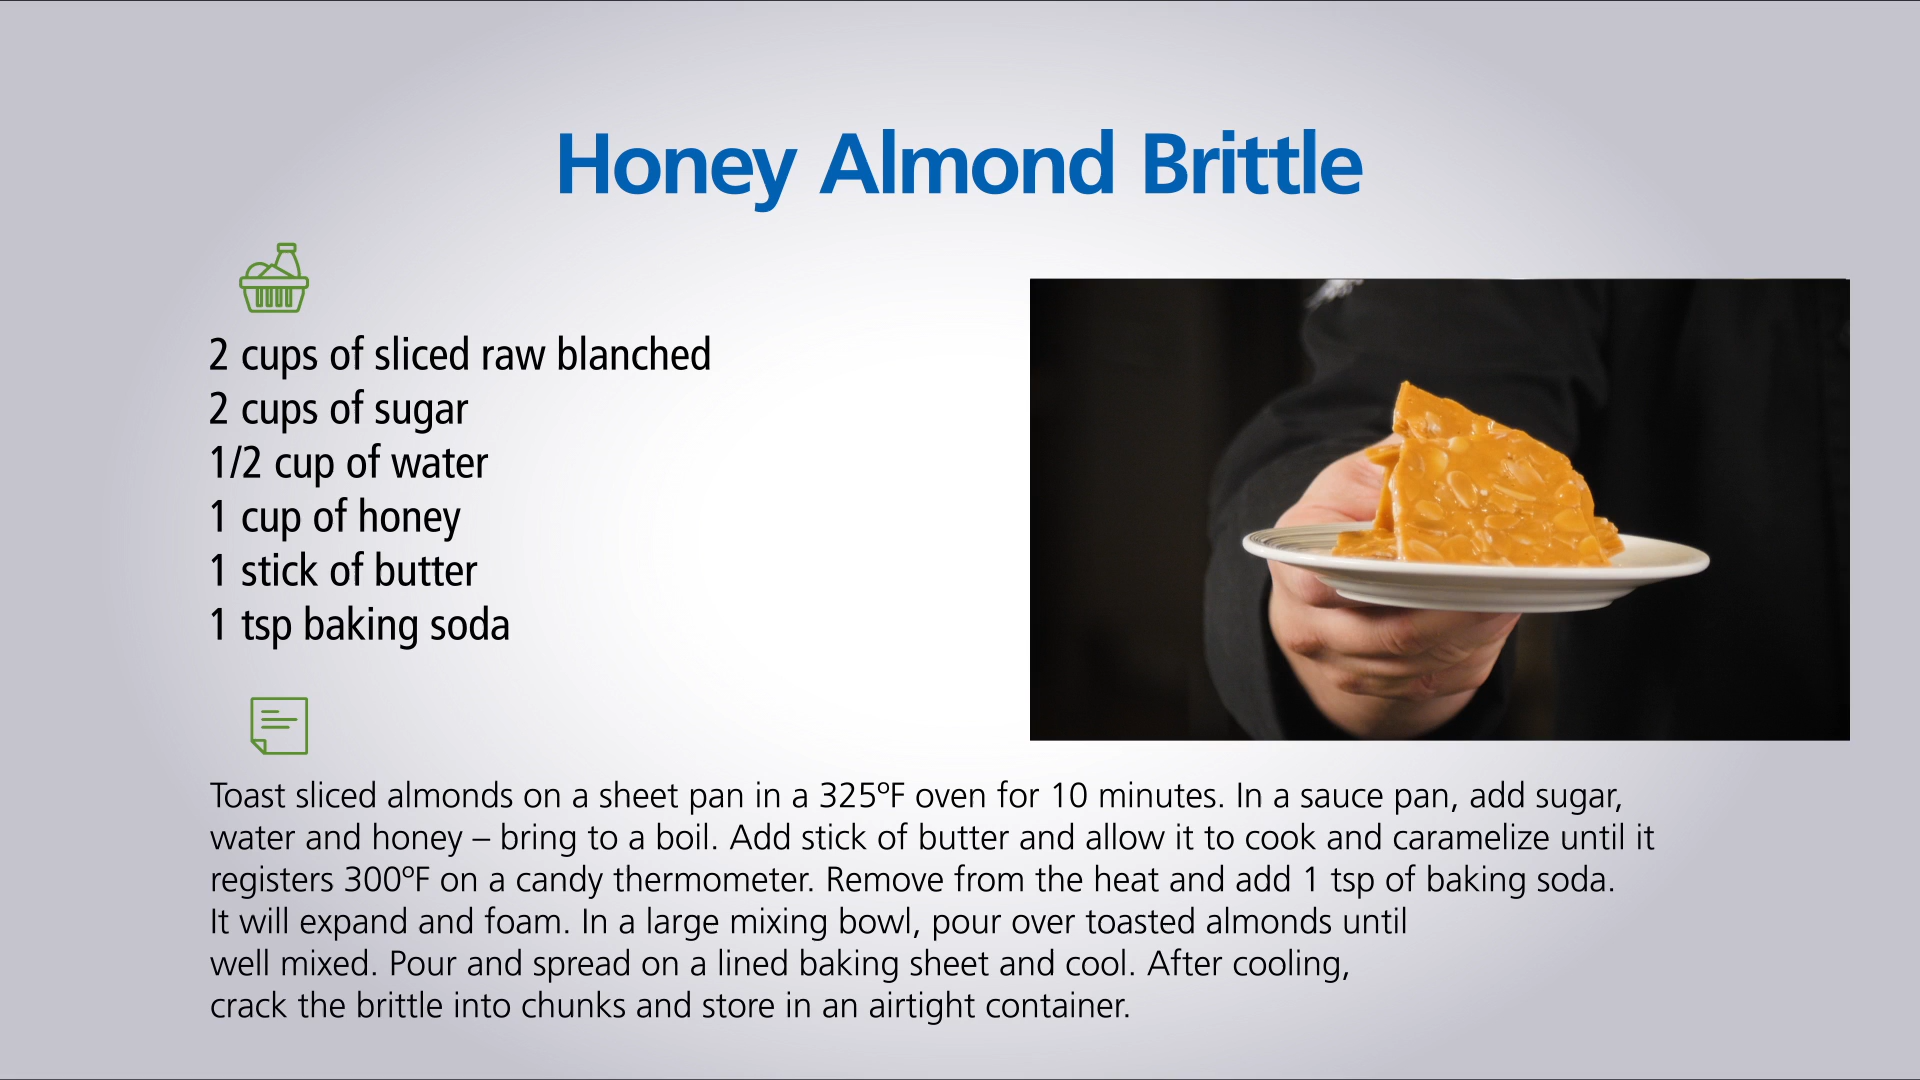 Honey Almond Brittle
2 cups of sliced raw blanched
2 cups of sugar
1/2 cup of water
1 cup of honey
1 stick of butter
1 tsp baking soda
Toast sliced almonds on a sheet pan in a 325ºF oven for 10 minutes. In a sauce pan, add sugar,
water and honey – bring to a boil. Add stick of butter and allow it to cook and caramelize until it
registers 300ºF on a candy thermometer. Remove from the heat and add 1 tsp of baking soda.
It will expand and foam. In a large mixing bowl, pour over toasted almonds until
well mixed. Pour and spread on a lined baking sheet and cool. After cooling,
crack the brittle into chunks and store in an airtight container.